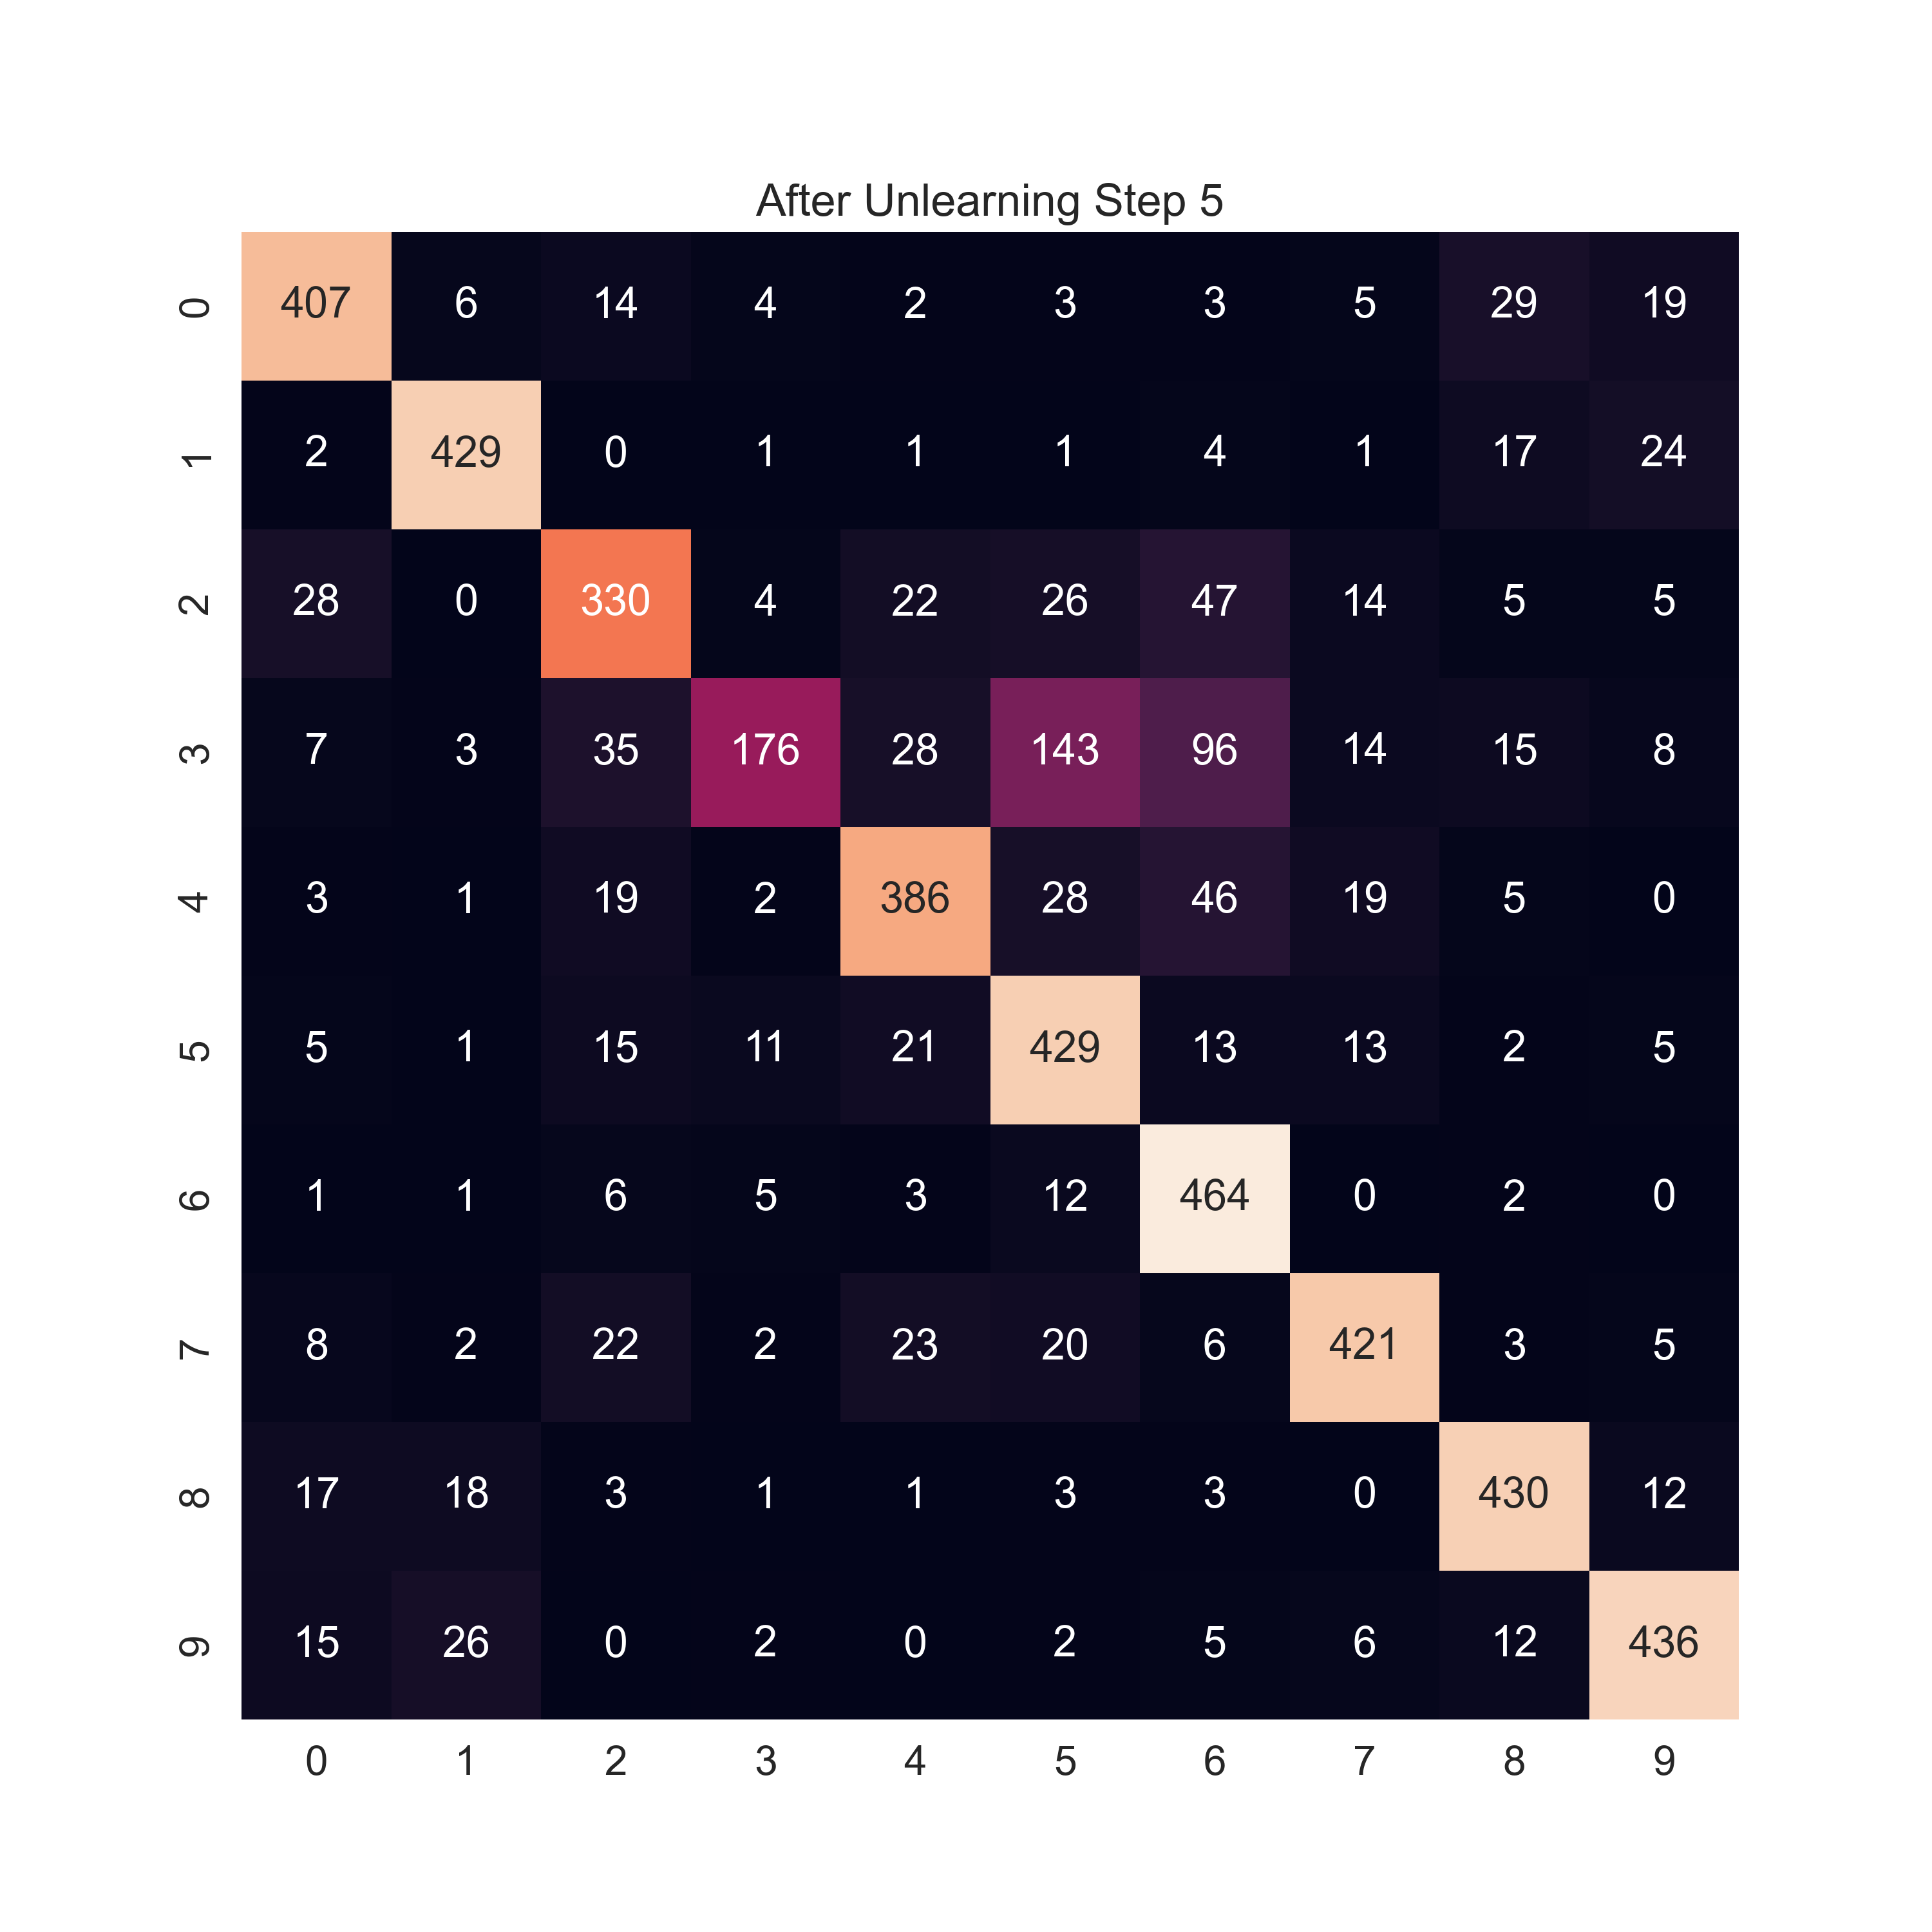 After Unlearning Step 5
0 407 6 14 4 2 3 3 5 29 19
1 2 429 0 1 1 1 4 1 17 24
2 28 0 330 4 22 26 47 14 5 5
3 7 3 35 176 28 143 96 14 15 8
4 3 1 19 2 386 28 46 19 5 0
5 5 1 15 11 21 429 13 13 2 5
6 1 1 6 5 3 12 464 0 2 0
7 8 2 22 2 23 20 6 421 3 5
8 17 18 3 1 1 3 3 0 430 12
9 15 26 0 2 0 2 5 6 12 436
0 1 2 3 4 5 6 7 8 9